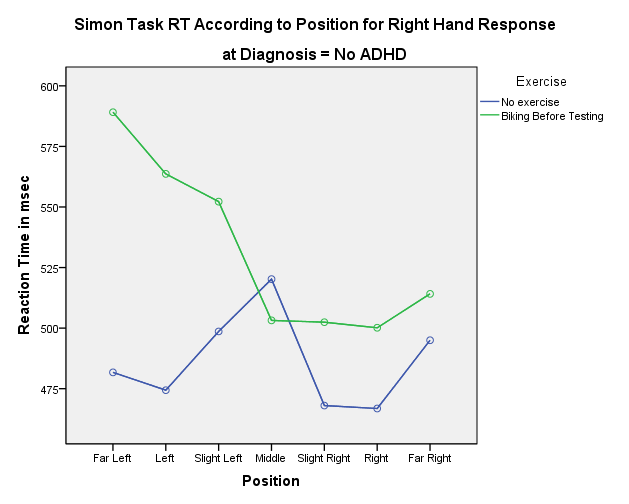 Simon Task RT According to Position for Right Hand Response
at Diagnosis = No ADHD
Exercise
No exercise
Biking Before Testing
600
575
550
525
500
475
Reaction Time in msec
Far Left
Left
Slight Left
Middle
Slight Right
Right
Far Right
Position